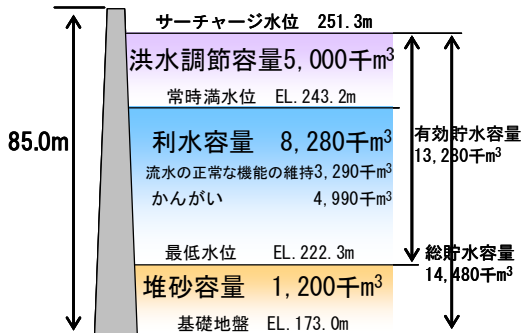 サーチャージ水位 251.3m
洪水調節容量5,000千m³
常時満水位 EL.243.2m
85.0m
利水容量 8,280千m³
有効貯水容量
13,280千m³
流水の正常な機能の維持3,290千m³
かんがい 4,990千m³
最低水位 EL.222.3m
総貯水容量
14,480千m³
堆砂容量 1,200千m³
基礎地盤 EL.173.0m